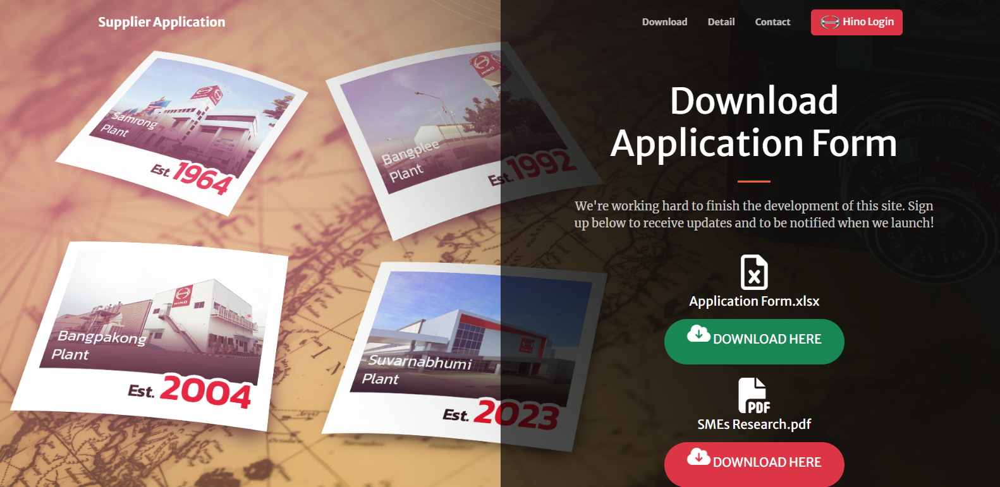 Supplier Application
Download
Detail
Contact
Hino Login
HINO
Samrong
Plant
Est. 1964
HINO
Bangplee
Plant
Est. 1992
HINO
Bangpakong
Plant
Est. 2004
Suvarnabhumi
Plant
Est. 2023
Download
Application Form
We're working hard to finish the development of this site. Sign
up below to receive updates and to be notified when we launch!
Application Form.xlsx
DOWNLOAD HERE
PDF
SMEs Research.pdf
DOWNLOAD HERE